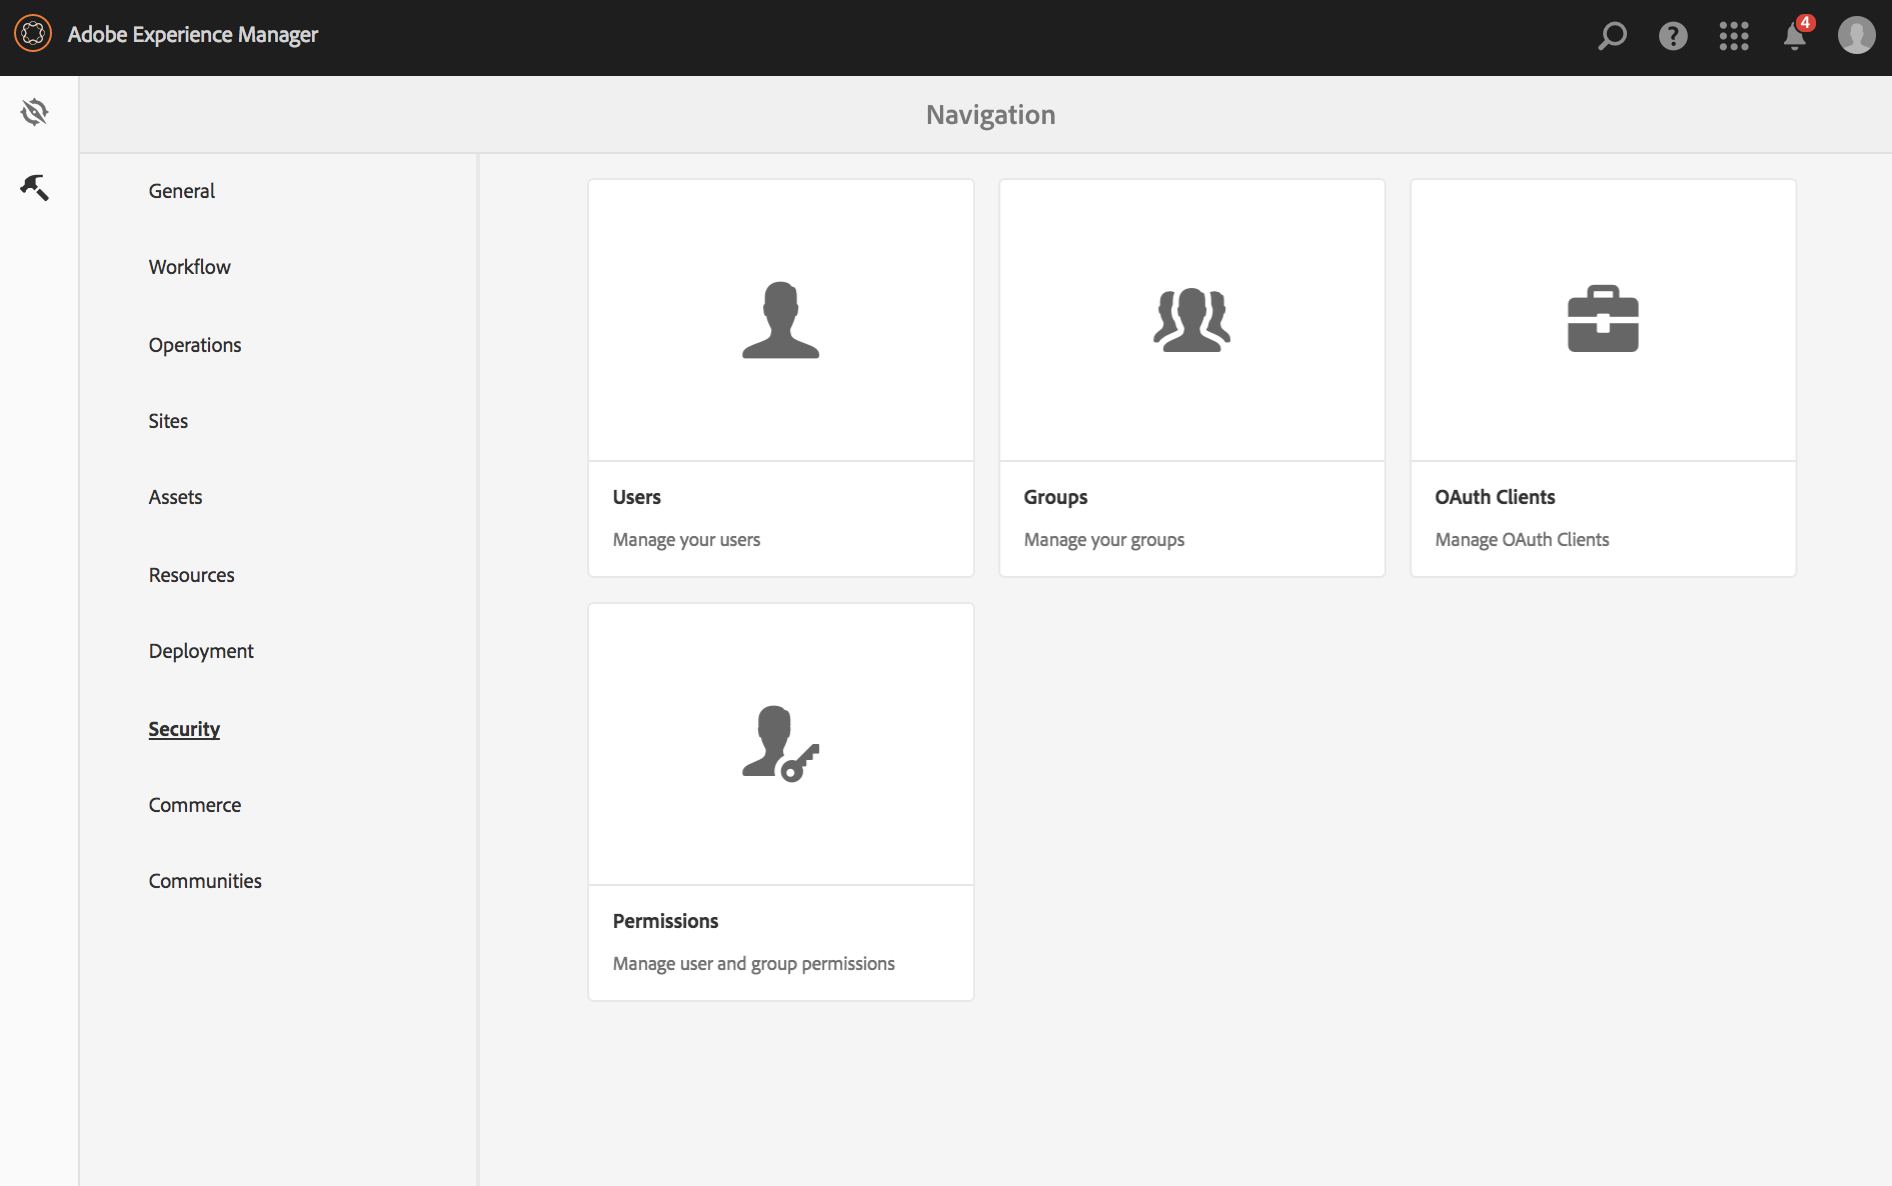 Adobe Experience Manager
4
Navigation
General
Workflow
Operations
Sites
Assets
Resources
Deployment
Security
Commerce
Communities
Users
Manage your users
Groups
Manage your groups
OAuth Clients
Manage OAuth Clients
Permissions
Manage user and group permissions